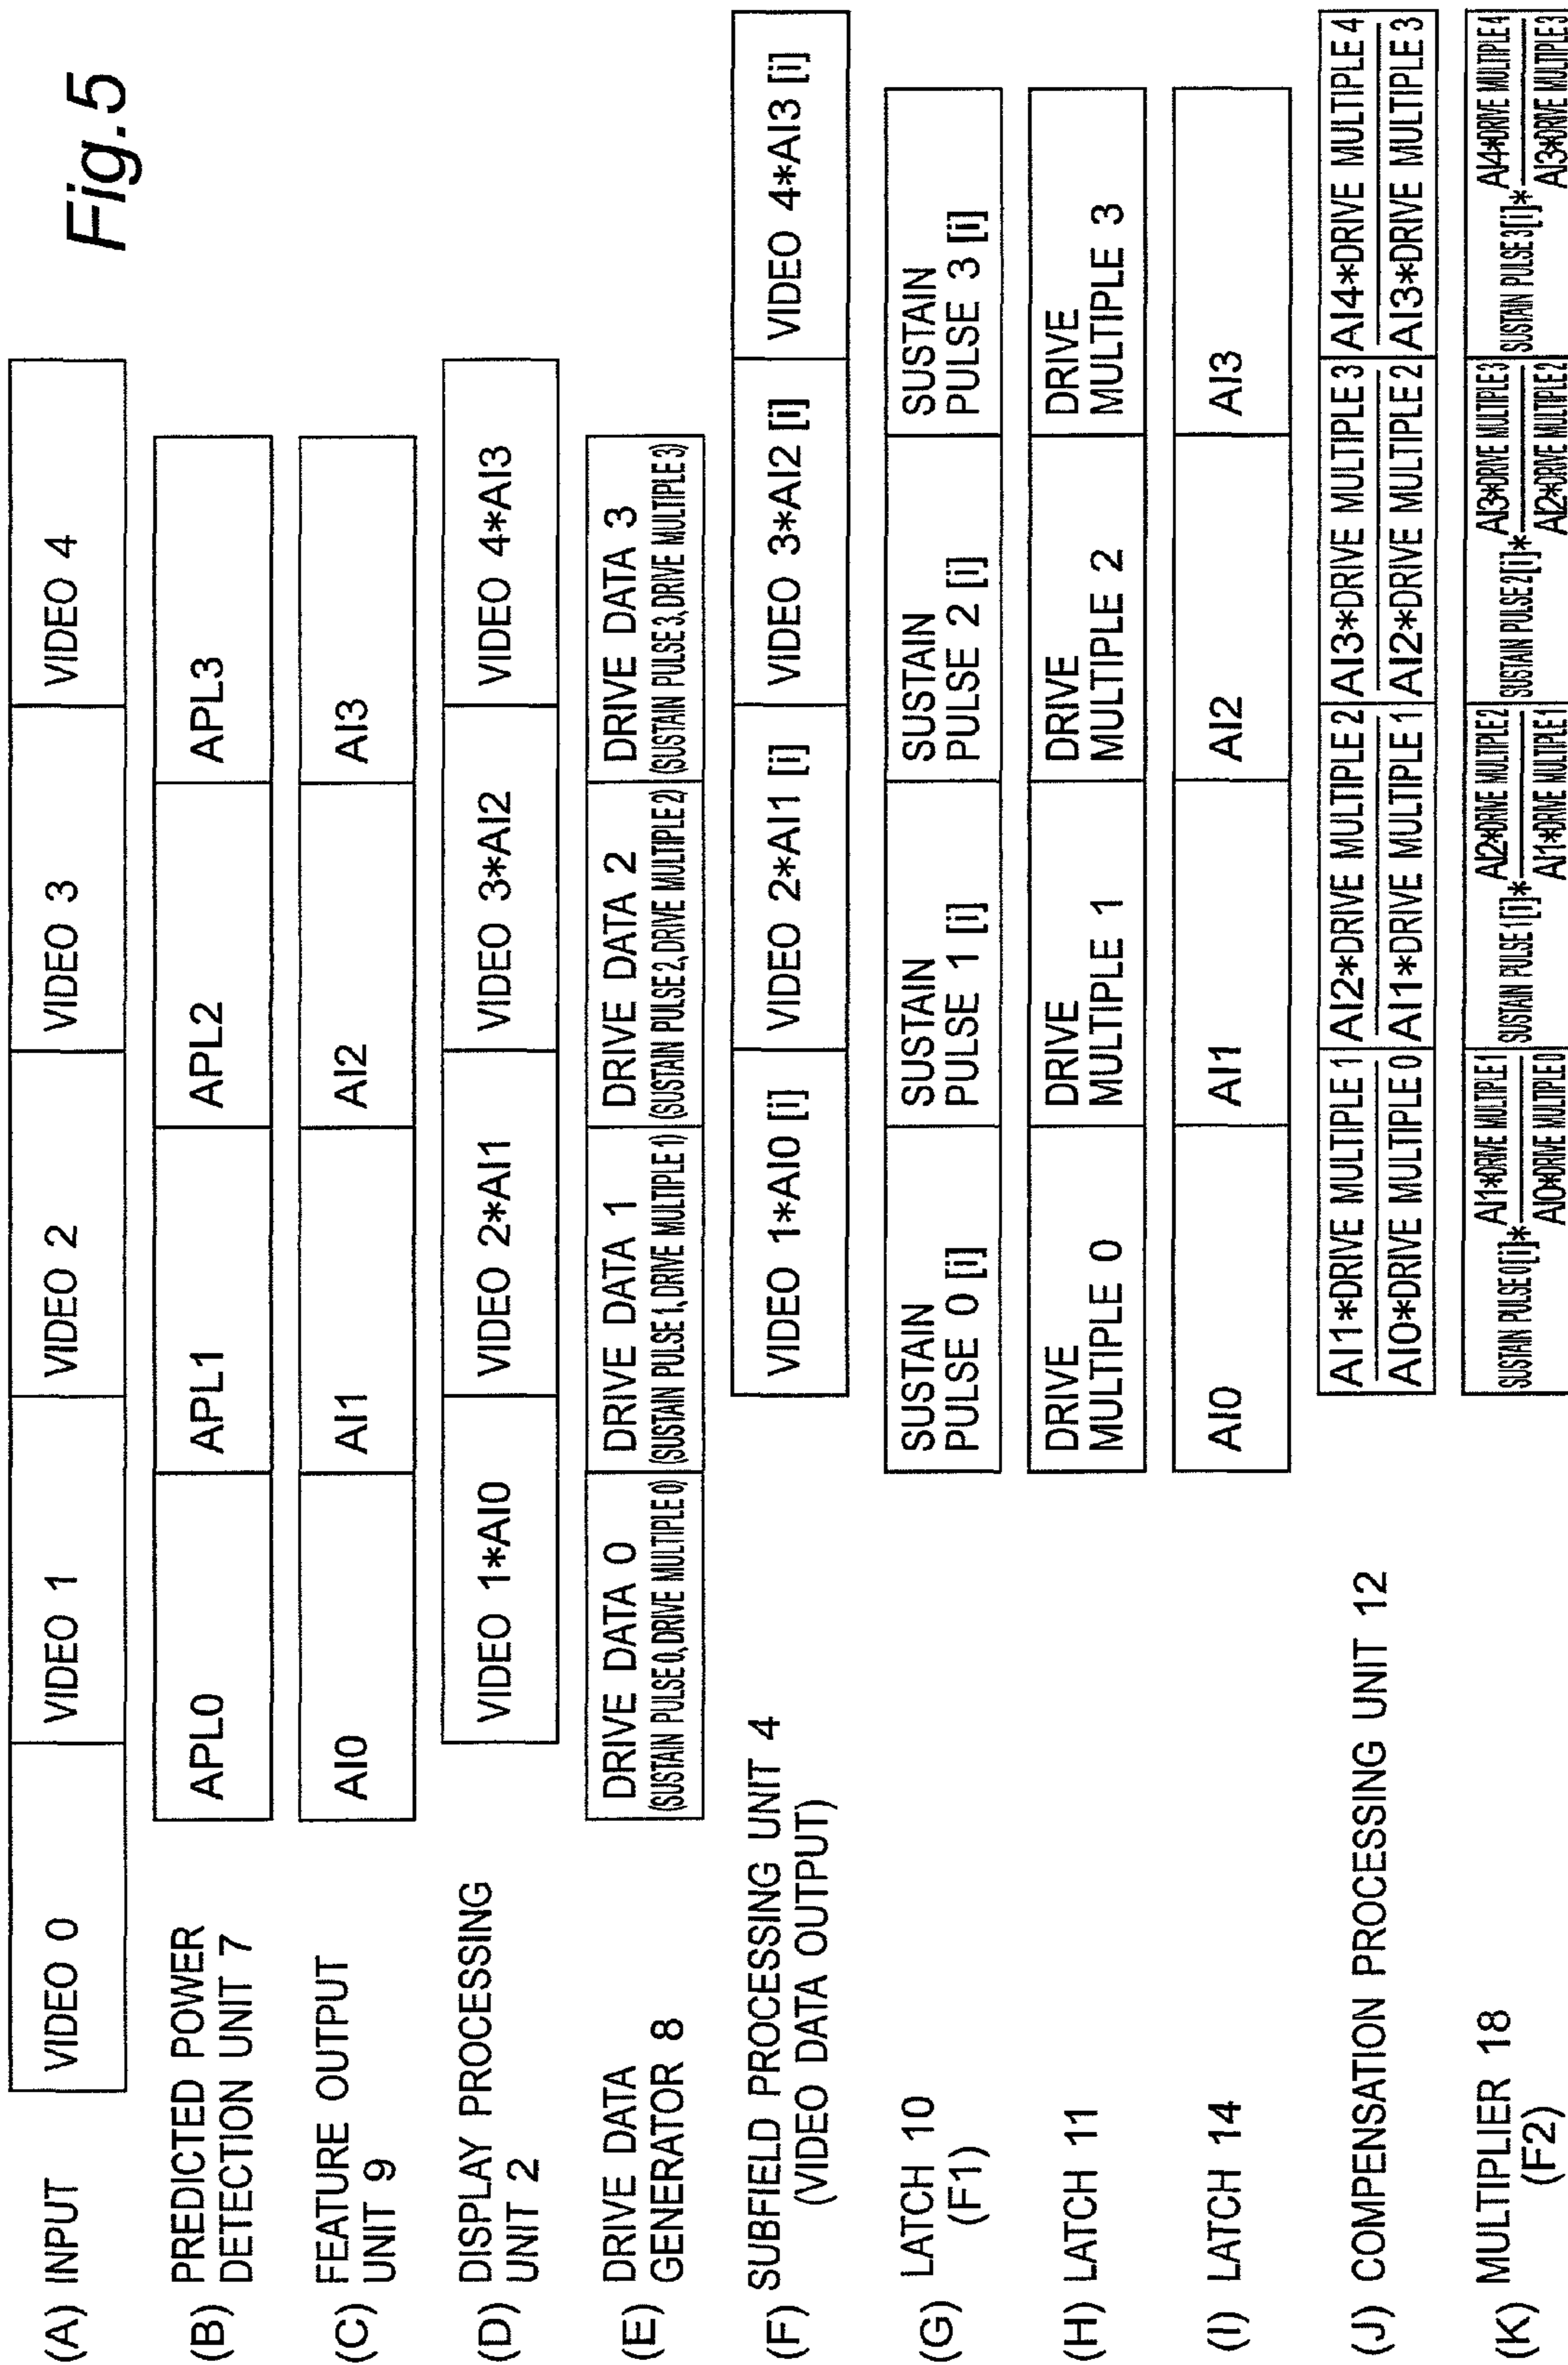 Fig.5
(A) INPUT
VIDEO 0
VIDEO 1
VIDEO 2
VIDEO 3
VIDEO 4
(B) PREDICTED POWER
DETECTION UNIT 7
APL0
APL1
APL2
APL3
(C) FEATURE OUTPUT
UNIT 9
AI0
AI1
AI2
AI3
(D) DISPLAY PROCESSING
UNIT 2
VIDEO 1*AI0
VIDEO 2*AI1
VIDEO 3*AI2
VIDEO 4*AI3
(E) DRIVE DATA
GENERATOR 8
DRIVE DATA 0
(SUSTAIN PULSE 0, DRIVE MULTIPLE 0)
DRIVE DATA 1
(SUSTAIN PULSE 1, DRIVE MULTIPLE 1)
DRIVE DATA 2
(SUSTAIN PULSE 2, DRIVE MULTIPLE 2)
DRIVE DATA 3
(SUSTAIN PULSE 3, DRIVE MULTIPLE 3)
(F) SUBFIELD PROCESSING UNIT 4
(VIDEO DATA OUTPUT)
VIDEO 1*AI0 [i]
VIDEO 2*AI1 [i]
VIDEO 3*AI2 [i]
VIDEO 4*AI3 [i]
(G) LATCH 10
(F1)
SUSTAIN
PULSE 0 [i]
SUSTAIN
PULSE 1 [i]
SUSTAIN
PULSE 2 [i]
SUSTAIN
PULSE 3 [i]
(H) LATCH 11
DRIVE
MULTIPLE 0
DRIVE
MULTIPLE 1
DRIVE
MULTIPLE 2
DRIVE
MULTIPLE 3
(I) LATCH 14
AI0
AI1
AI2
AI3
(J) COMPENSATION PROCESSING UNIT 12
AI1*DRIVE MULTIPLE 1
AI0*DRIVE MULTIPLE 0
AI2*DRIVE MULTIPLE 2
AI1*DRIVE MULTIPLE 1
AI3*DRIVE MULTIPLE 3
AI2*DRIVE MULTIPLE 2
AI4*DRIVE MULTIPLE 4
AI3*DRIVE MULTIPLE 3
(K) MULTIPLIER 18
(F2)
SUSTAIN PULSE 0[i]*
AI1*DRIVE MULTIPLE 1
AI0*DRIVE MULTIPLE 0
SUSTAIN PULSE 1[i]*
AI2*DRIVE MULTIPLE 2
AI1*DRIVE MULTIPLE 1
SUSTAIN PULSE 2[i]*
AI3*DRIVE MULTIPLE 3
AI2*DRIVE MULTIPLE 2
SUSTAIN PULSE 3[i]*
AI4*DRIVE MULTIPLE 4
AI3*DRIVE MULTIPLE 3